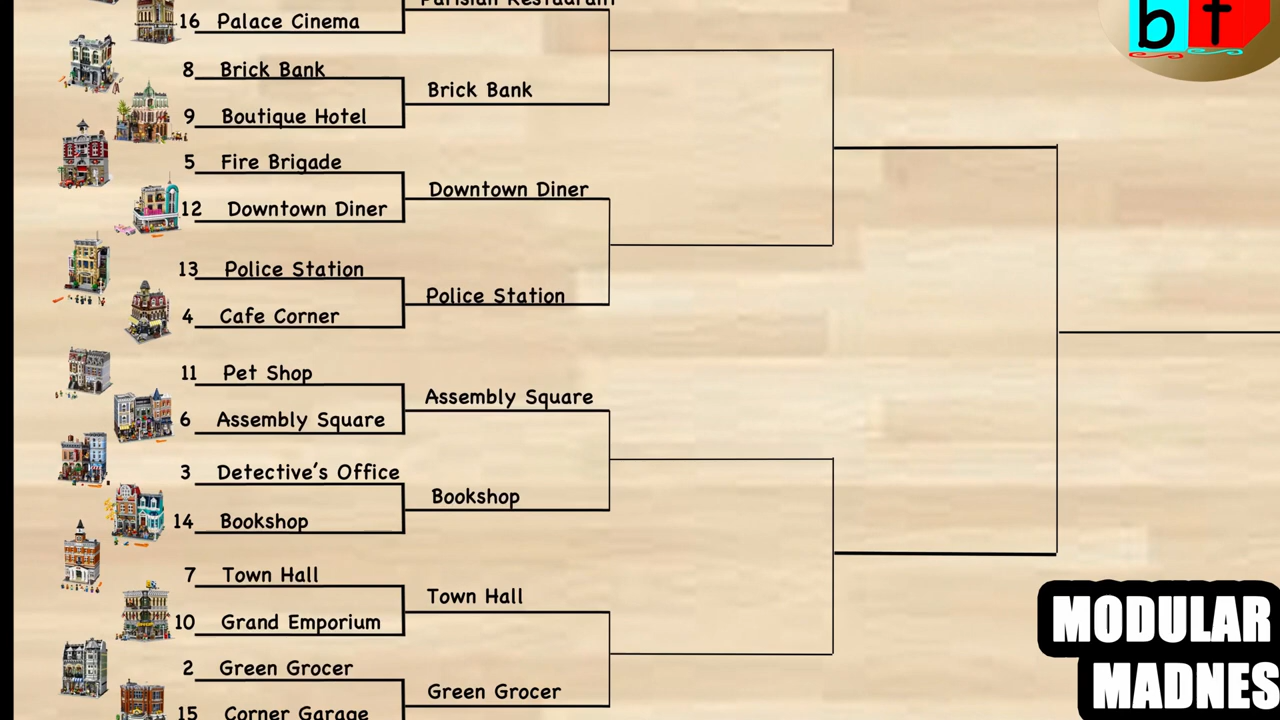 Parisian Restaurant
16 Palace Cinema
8 Brick Bank
Brick Bank
9 Boutique Hotel
5 Fire Brigade
Downtown Diner
12 Downtown Diner
13 Police Station
Police Station
4 Cafe Corner
11 Pet Shop
Assembly Square
6 Assembly Square
3 Detective's Office
Bookshop
14 Bookshop
7 Town Hall
Town Hall
10 Grand Emporium
2 Green Grocer
Green Grocer
15 Corner Garage
bt
MODULAR
MADNES